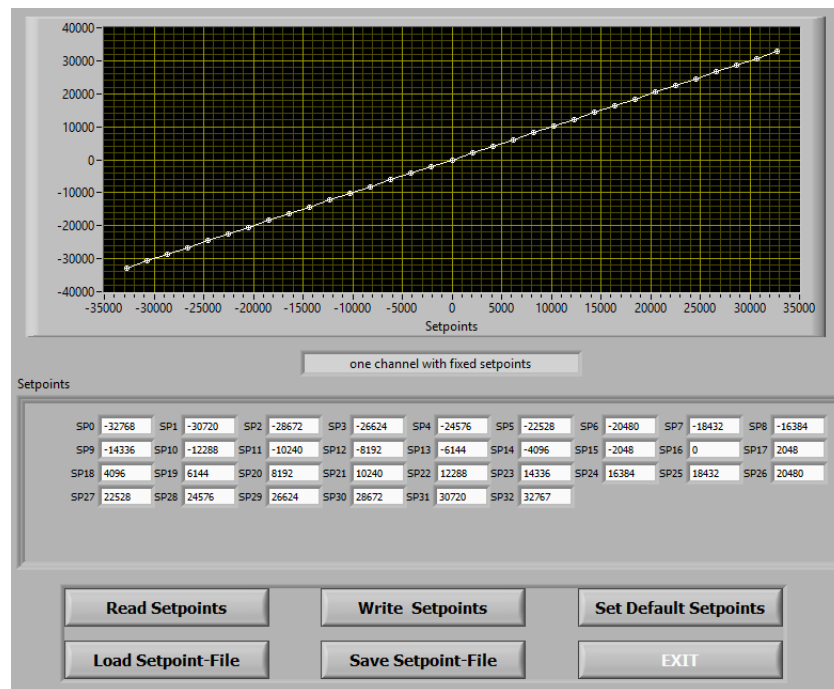 40000
30000
20000
10000
0
-10000
-20000
-30000
-40000
-35000 -30000 -25000 -20000 -15000 -10000 -5000 0 5000 10000 15000 20000 25000 30000 35000
Setpoints
one channel with fixed setpoints
Setpoints
SP0 -32768 SP1 -30720 SP2 -28672 SP3 -26624 SP4 -24576 SP5 -22528 SP6 -20480 SP7 -18432 SP8 -16384
SP9 -14336 SP10 -12288 SP11 -10240 SP12 -8192 SP13 -6144 SP14 -4096 SP15 -2048 SP16 0 SP17 2048
SP18 4096 SP19 6144 SP20 8192 SP21 10240 SP22 12288 SP23 14336 SP24 16384 SP25 18432 SP26 20480
SP27 22528 SP28 24576 SP29 26624 SP30 28672 SP31 30720 SP32 32767
Read Setpoints Write Setpoints Set Default Setpoints
Load Setpoint-File Save Setpoint-File EXIT